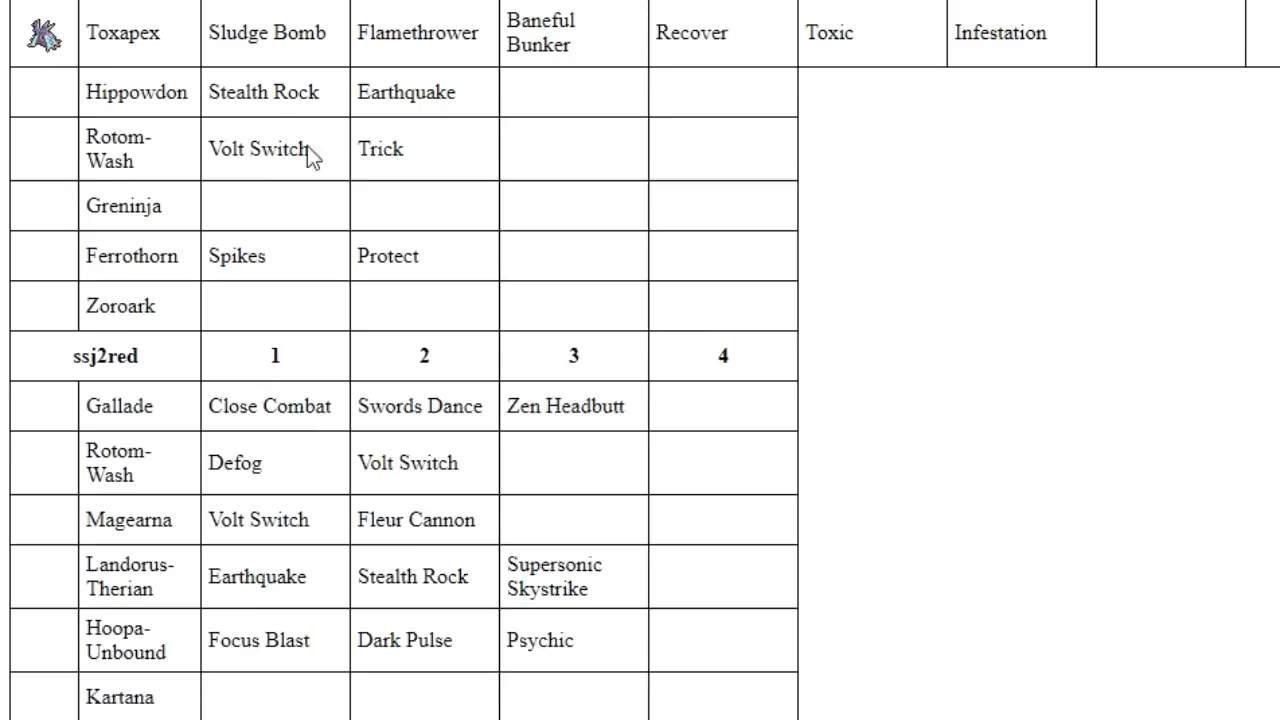 Toxapex Sludge Bomb Flamethrower Baneful Bunker Recover Toxic Infestation
Hippowdon Stealth Rock Earthquake
Rotom-Wash Volt Switch Trick
Greninja
Ferrothorn Spikes Protect
Zoroark
ssj2red 1 2 3 4
Gallade Close Combat Swords Dance Zen Headbutt
Rotom-Wash Defog Volt Switch
Magearna Volt Switch Fleur Cannon
Landorus-Therian Earthquake Stealth Rock Supersonic Skystrike
Hoopa-Unbound Focus Blast Dark Pulse Psychic
Kartana